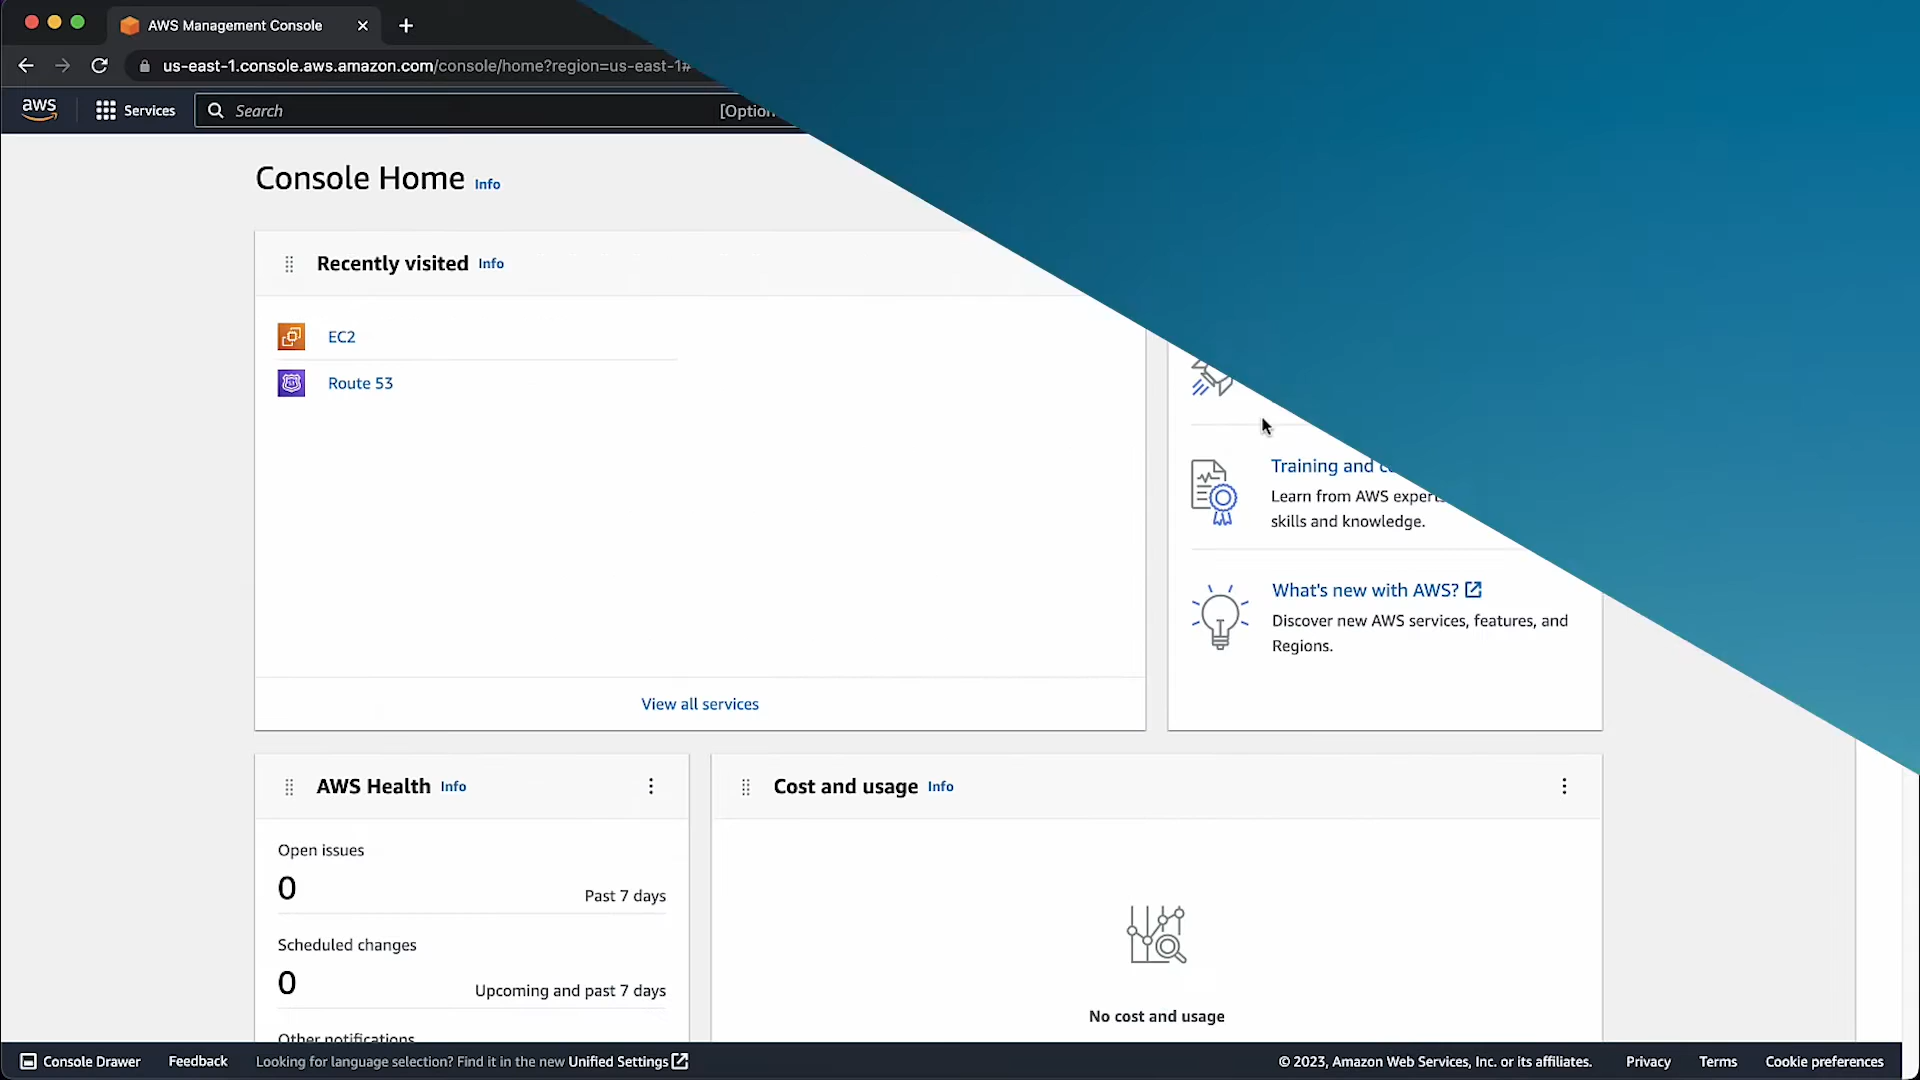 AWS Management Console
us-east-1.console.aws.amazon.com/console/home?region=us-east-1#
aws
Services
Search
Console Home Info
Recently visited Info
EC2
Route 53
View all services
Training and
Learn from AWS
skills and knowledge.
What's new with AWS?
Discover new AWS services, features, and
Regions.
AWS Health Info
Open issues
0
Past 7 days
Scheduled changes
0
Upcoming and past 7 days
Other notifications
Cost and usage Info
No cost and usage
Console Drawer
Feedback
Looking for language selection? Find it in the new Unified Settings
© 2023, Amazon Web Services, Inc. or its affiliates.
Privacy
Terms
Cookie preferences